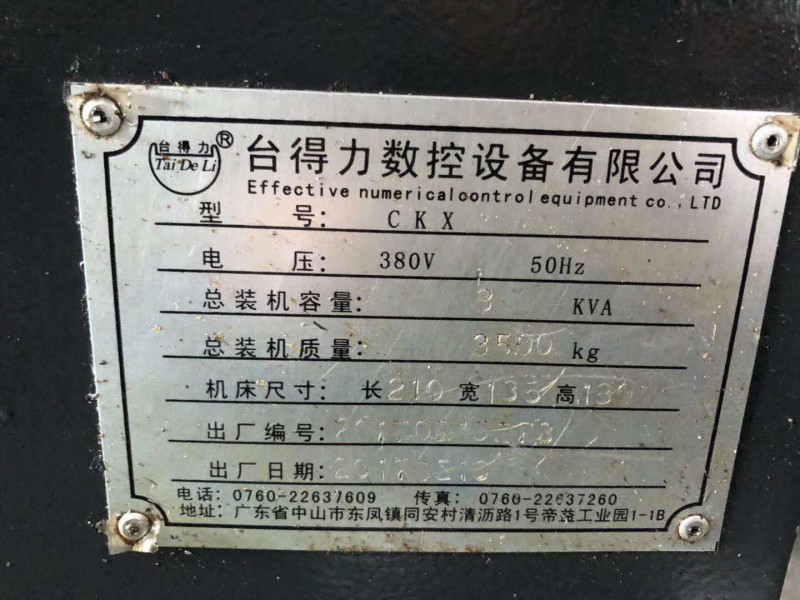 台得力
Tai De Li ®
台得力数控设备有限公司
Effective numericalcontrol equipment co., LTD
型 号: CKX
电 压: 380V 50Hz
总装机容量: KVA
总装机质量: 3500 kg
机床尺寸: 长210 宽135 高130
出厂编号:
出厂日期:
电话: 0760-22637609 传真: 0760-22637260
地址: 广东省中山市东凤镇同安村清沥路1号帝益工业园1-1B